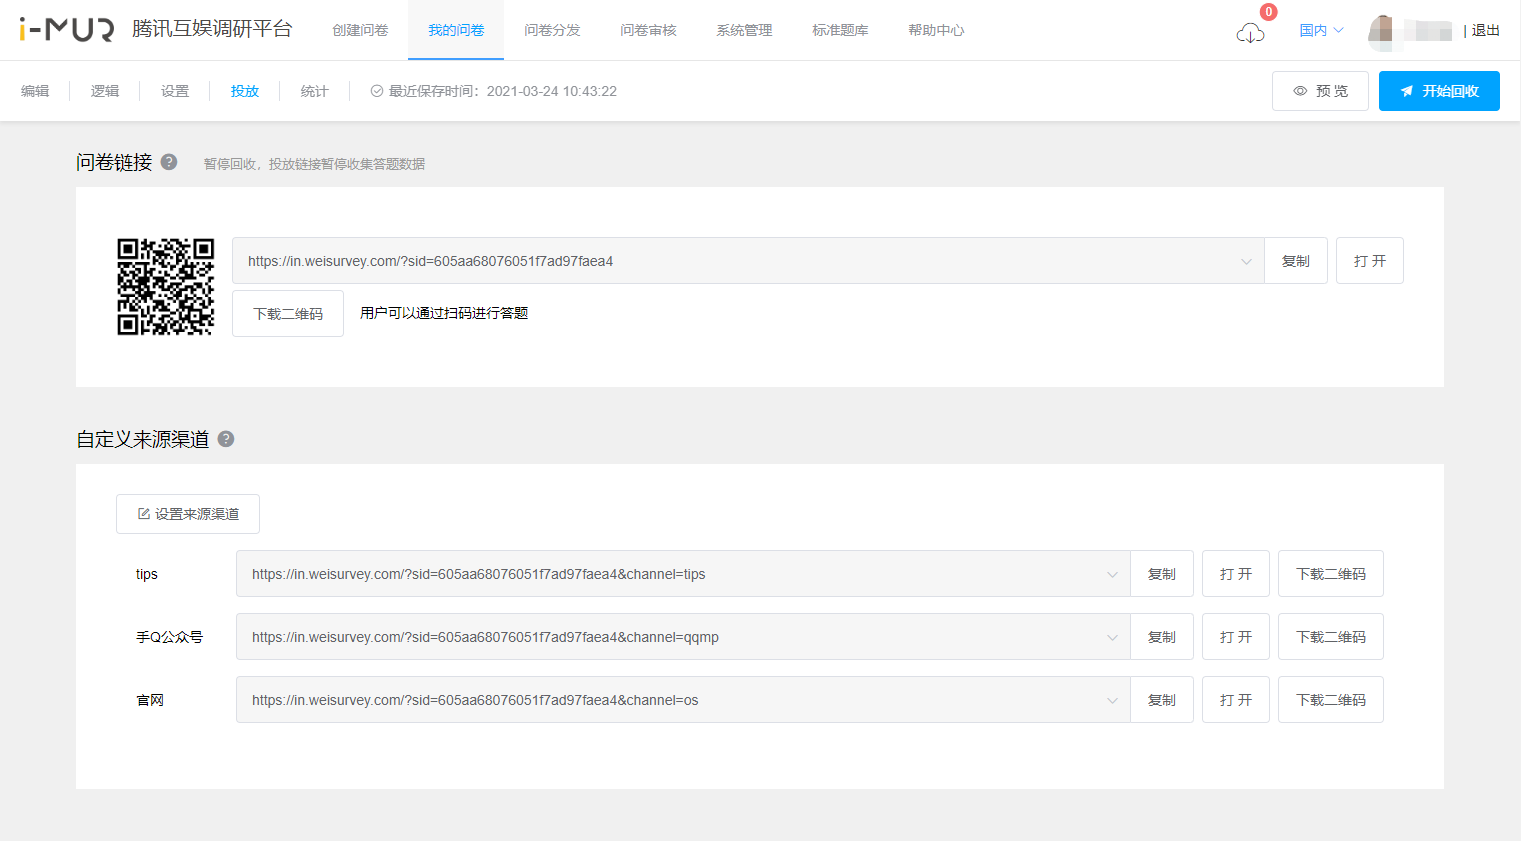 i-MUR 腾讯互娱调研平台 创建问卷 我的问卷 问卷分发 问卷审核 系统管理 标准题库 帮助中心 0 国内 | 退出
编辑 逻辑 设置 投放 统计 最近保存时间：2021-03-24 10:43:22 预 览 开始回收
问卷链接 ? 暂停回收，投放链接暂停收集答题数据
https://in.weisurvey.com/?sid=605aa68076051f7ad97faea4 复制 打 开
下载二维码 用户可以通过扫码进行答题
自定义来源渠道 ?
设置来源渠道
tips https://in.weisurvey.com/?sid=605aa68076051f7ad97faea4&channel=tips 复制 打 开 下载二维码
手Q公众号 https://in.weisurvey.com/?sid=605aa68076051f7ad97faea4&channel=qqmp 复制 打 开 下载二维码
官网 https://in.weisurvey.com/?sid=605aa68076051f7ad97faea4&channel=os 复制 打 开 下载二维码